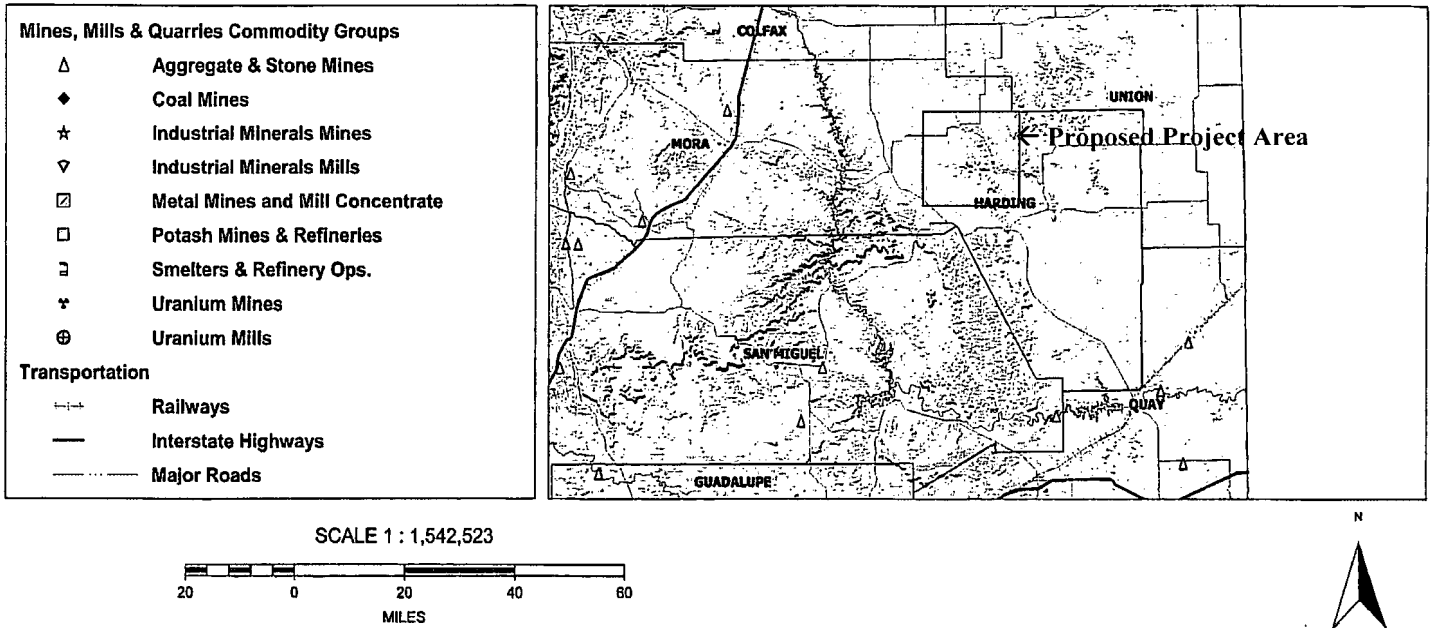 Mines, Mills & Quarries Commodity Groups
Aggregate & Stone Mines
Coal Mines
Industrial Minerals Mines
Industrial Minerals Mills
Metal Mines and Mill Concentrate
Potash Mines & Refineries
Smelters & Refinery Ops.
Uranium Mines
Uranium Mills
Transportation
Railways
Interstate Highways
Major Roads
COLFAX
UNION
Proposed Project Area
MORA
HARDING
SAN MIGUEL
QUAY
GUADALUPE
SCALE 1 : 1,542,523
20 0 20 40 60
MILES
N